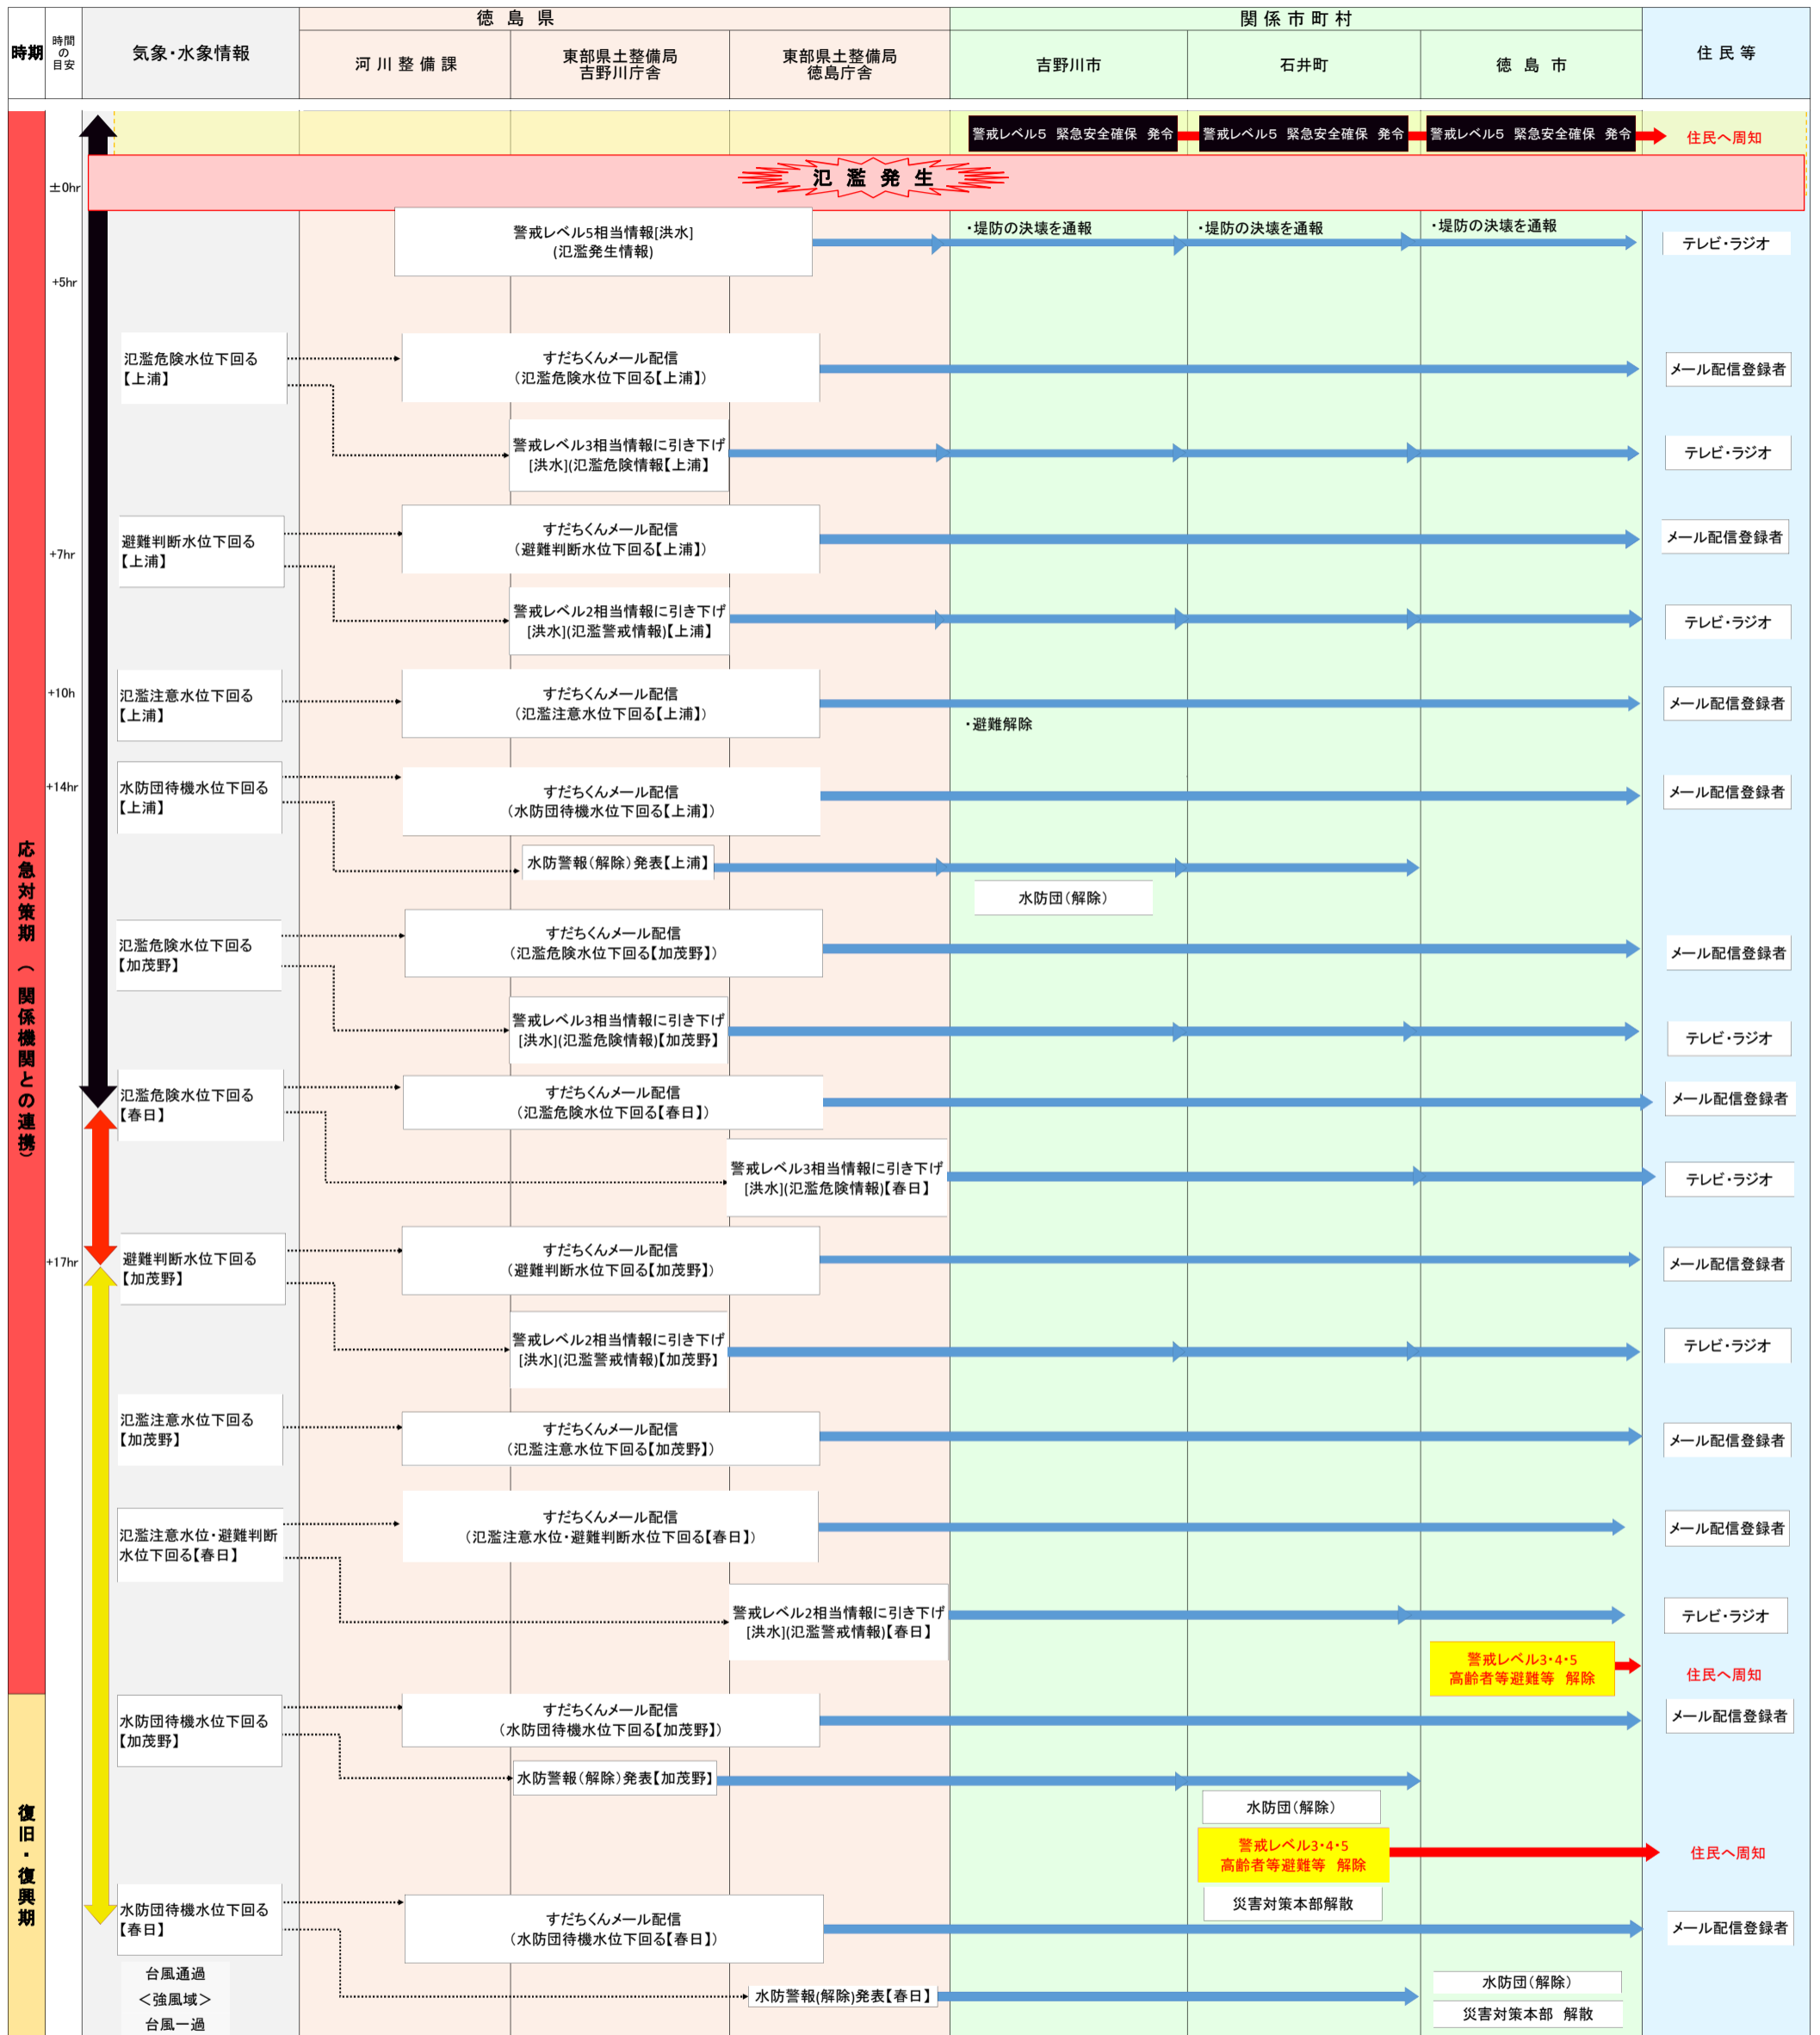 徳 島 県
関 係 市 町 村
時期
時間
の
目安
気象・水象情報
河 川 整 備 課
東部県土整備局
吉野川庁舎
東部県土整備局
徳島庁舎
吉野川市
石井町
徳 島 市
住 民 等
警戒レベル5 緊急安全確保 発令
警戒レベル5 緊急安全確保 発令
警戒レベル5 緊急安全確保 発令
住民へ周知
±0hr
氾 濫 発 生
警戒レベル5相当情報[洪水]
(氾濫発生情報)
・堤防の決壊を通報
・堤防の決壊を通報
・堤防の決壊を通報
テレビ・ラジオ
+5hr
氾濫危険水位下回る
【上浦】
すだちくんメール配信
（氾濫危険水位下回る【上浦】）
メール配信登録者
警戒レベル3相当情報に引き下げ
[洪水](氾濫危険情報【上浦】
テレビ・ラジオ
+7hr
避難判断水位下回る
【上浦】
すだちくんメール配信
（避難判断水位下回る【上浦】）
メール配信登録者
警戒レベル2相当情報に引き下げ
[洪水](氾濫警戒情報)【上浦】
テレビ・ラジオ
+10h
氾濫注意水位下回る
【上浦】
すだちくんメール配信
（氾濫注意水位下回る【上浦】）
メール配信登録者
・避難解除
+14hr
水防団待機水位下回る
【上浦】
すだちくんメール配信
（水防団待機水位下回る【上浦】）
メール配信登録者
水防警報（解除）発表【上浦】
水防団（解除）
応急対策期 （関係機関との連携）
氾濫危険水位下回る
【加茂野】
すだちくんメール配信
（氾濫危険水位下回る【加茂野】）
メール配信登録者
警戒レベル3相当情報に引き下げ
[洪水](氾濫危険情報)【加茂野】
テレビ・ラジオ
氾濫危険水位下回る
【春日】
すだちくんメール配信
（氾濫危険水位下回る【春日】）
メール配信登録者
警戒レベル3相当情報に引き下げ
[洪水](氾濫危険情報)【春日】
テレビ・ラジオ
+17hr
避難判断水位下回る
【加茂野】
すだちくんメール配信
（避難判断水位下回る【加茂野】）
メール配信登録者
警戒レベル2相当情報に引き下げ
[洪水](氾濫警戒情報)【加茂野】
テレビ・ラジオ
氾濫注意水位下回る
【加茂野】
すだちくんメール配信
（氾濫注意水位下回る【加茂野】）
メール配信登録者
氾濫注意水位・避難判断
水位下回る【春日】
すだちくんメール配信
（氾濫注意水位・避難判断水位下回る【春日】）
メール配信登録者
警戒レベル2相当情報に引き下げ
[洪水](氾濫警戒情報)【春日】
テレビ・ラジオ
警戒レベル3・4・5
高齢者等避難等 解除
住民へ周知
復旧・復興期
水防団待機水位下回る
【加茂野】
すだちくんメール配信
（水防団待機水位下回る【加茂野】）
メール配信登録者
水防警報（解除）発表【加茂野】
水防団（解除）
警戒レベル3・4・5
高齢者等避難等 解除
住民へ周知
災害対策本部解散
水防団待機水位下回る
【春日】
すだちくんメール配信
（水防団待機水位下回る【春日】）
メール配信登録者
台風通過
＜強風域＞
台風一過
水防警報(解除)発表【春日】
水防団（解除）
災害対策本部 解散